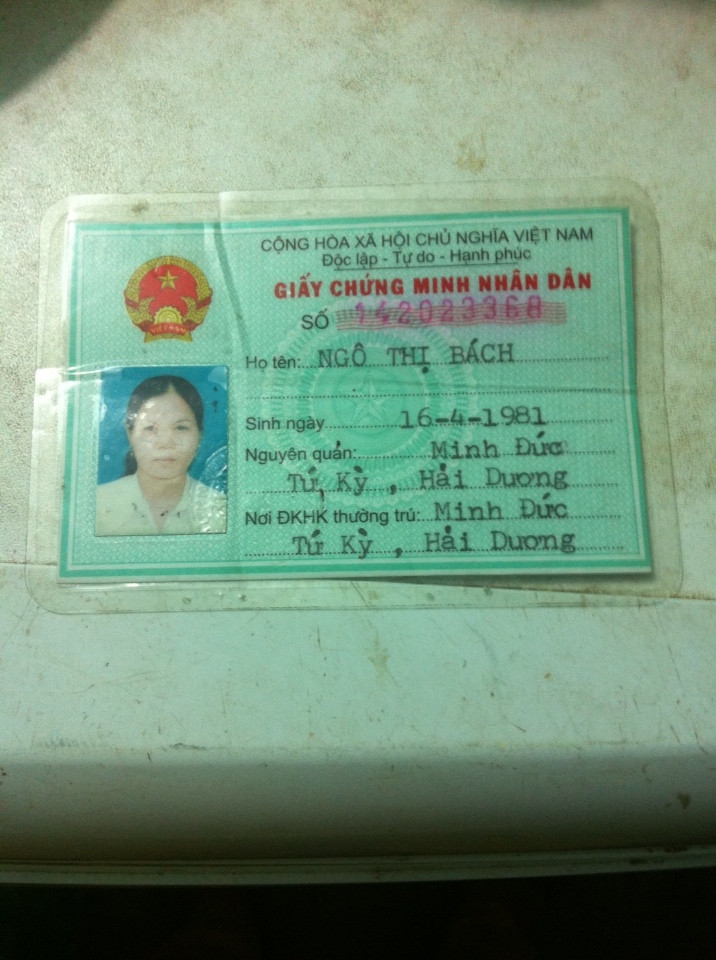 CỘNG HÒA XÃ HỘI CHỦ NGHĨA VIỆT NAM
Độc lập - Tự do - Hạnh phúc
GIẤY CHỨNG MINH NHÂN DÂN
SỐ 142023368
VIỆT NAM
Họ tên: NGÔ THỊ BÁCH
Sinh ngày 16-4-1981
Nguyên quán: Minh Đức
Tứ Kỳ , Hải Dương
Nơi ĐKHK thường trú: Minh Đức
Tứ Kỳ , Hải Dương